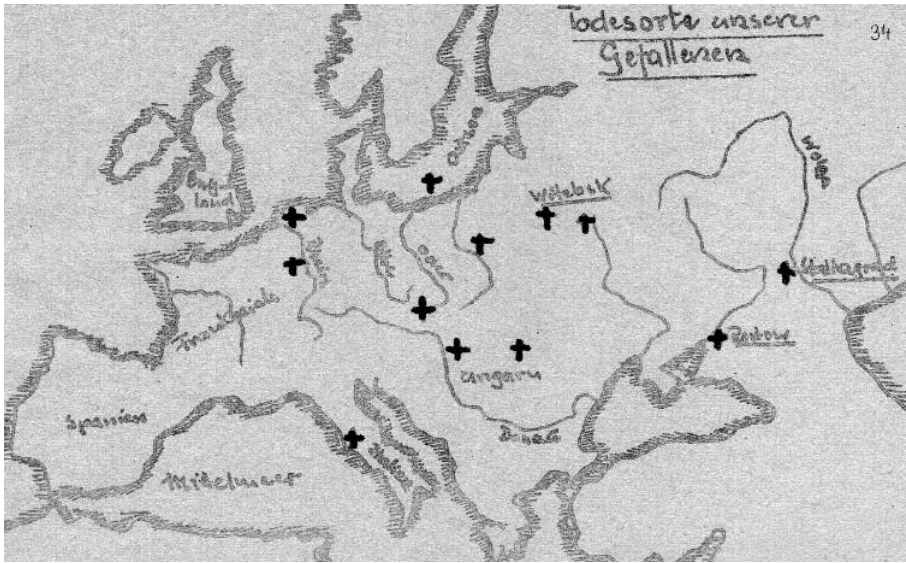 Todesorte unserer
Gefallenen
34
Ostsee
Wolga
Eng-
land
Witebsk
Rhein
Elbe
Oder
Stalingrad
Frankreich
Rostow
Ungarn
Spanien
Donau
Italien
Mittelmeer